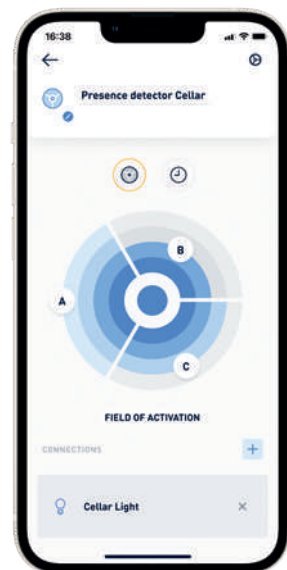 16:38
Presence detector Cellar
B
A
C
FIELD OF ACTIVATION
CONNECTIONS
+
Cellar Light
×